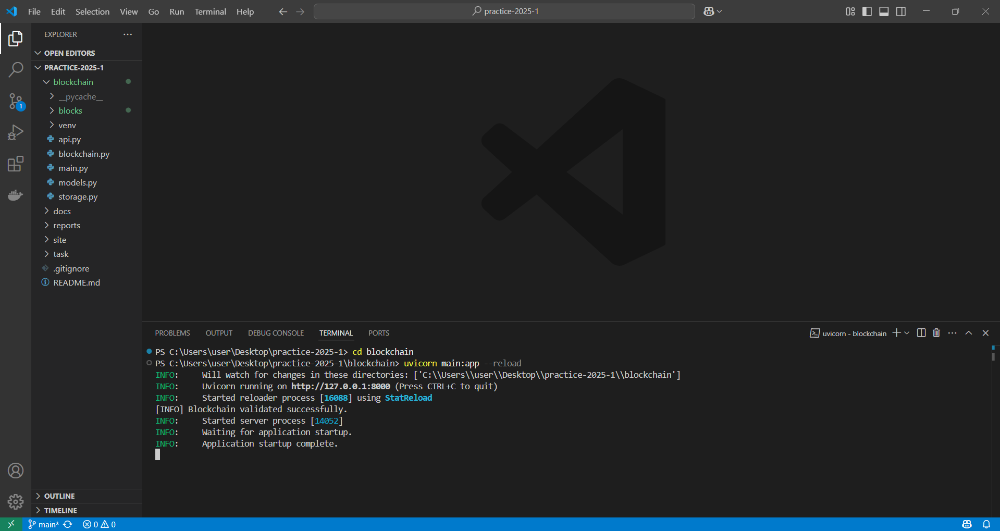 File Edit Selection View Go Run Terminal Help
practice-2025-1
EXPLORER
OPEN EDITORS
PRACTICE-2025-1
blockchain
__pycache__
blocks
1
venv
api.py
blockchain.py
main.py
models.py
storage.py
docs
reports
site
task
.gitignore
README.md
OUTLINE
TIMELINE
PROBLEMS OUTPUT DEBUG CONSOLE TERMINAL PORTS
uvicorn - blockchain
PS C:\Users\user\Desktop\practice-2025-1> cd blockchain
PS C:\Users\user\Desktop\practice-2025-1\blockchain> uvicorn main:app --reload
INFO: Will watch for changes in these directories: ['C:\\Users\\user\\Desktop\\practice-2025-1\\blockchain']
INFO: Uvicorn running on http://127.0.0.1:8000 (Press CTRL+C to quit)
INFO: Started reloader process [16088] using StatReload
[INFO] Blockchain validated successfully.
INFO: Started server process [14052]
INFO: Waiting for application startup.
INFO: Application startup complete.
main* 0 0